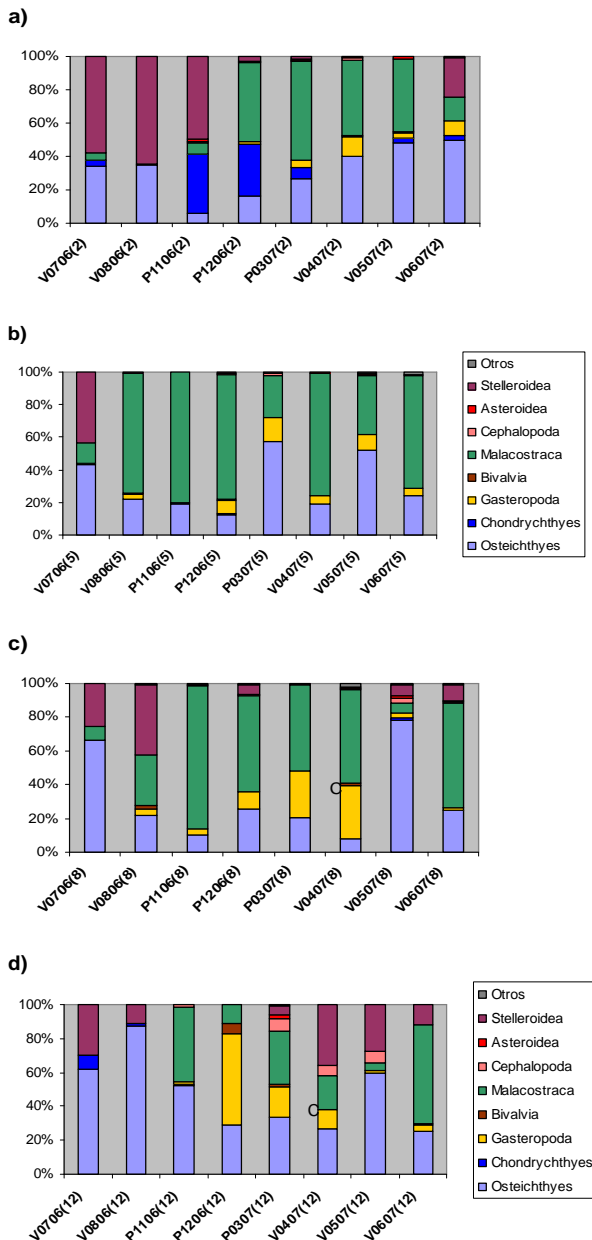 a)
100%
80%
60%
40%
20%
0%
V0706(2)
V0806(2)
P1106(2)
P1206(2)
P0307(2)
V0407(2)
V0507(2)
V0607(2)
b)
100%
80%
60%
40%
20%
0%
V0706(5)
V0806(5)
P1106(5)
P1206(5)
P0307(5)
V0407(5)
V0507(5)
V0607(5)
Otros
Stelleroidea
Asteroidea
Cephalopoda
Malacostraca
Bivalvia
Gasteropoda
Chondrychthyes
Osteichthyes
c)
100%
80%
60%
40%
20%
0%
C
V0706(8)
V0806(8)
P1106(8)
P1206(8)
P0307(8)
V0407(8)
V0507(8)
V0607(8)
d)
100%
80%
60%
40%
20%
0%
C
V0706(12)
V0806(12)
P1106(12)
P1206(12)
P0307(12)
V0407(12)
V0507(12)
V0607(12)
Otros
Stelleroidea
Asteroidea
Cephalopoda
Malacostraca
Bivalvia
Gasteropoda
Chondrychthyes
Osteichthyes